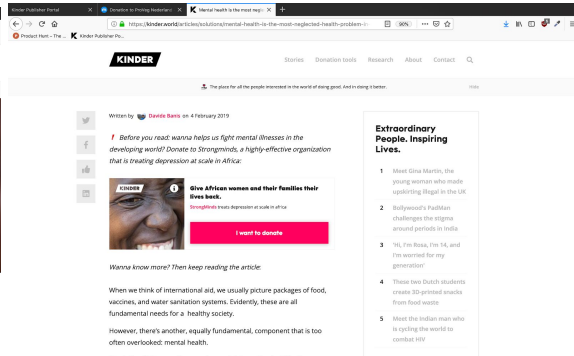 Kinder Publisher Portal
Donation to ProVeg Nederland
Mental health is the most negle
https://kinder.world/articles/solutions/mental-health-is-the-most-neglected-health-problem-in
90%
Product Hunt – The ...
Kinder Publisher Po...
KINDER
Stories
Donation tools
Research
About
Contact
The place for all the people interested in the world of doing good. And in doing it better.
Hide
Written by Davide Banis on 4 February 2019
! Before you read: wanna helps us fight mental illnesses in the
developing world? Donate to Strongminds, a highly-effective organization
that is treating depression at scale in Africa:
KINDER
Give African women and their families their
lives back.
StrongMinds treats depression at scale in africa
I want to donate
Wanna know more? Then keep reading the article:
When we think of international aid, we usually picture packages of food,
vaccines, and water sanitation systems. Evidently, these are all
fundamental needs for a healthy society.
However, there's another, equally fundamental, component that is too
often overlooked: mental health.
Extraordinary
People. Inspiring
Lives.
1 Meet Gina Martin, the
young woman who made
upskirting illegal in the UK
2 Bollywood's PadMan
challenges the stigma
around periods in India
3 'Hi, I'm Rosa, I'm 14, and
I'm worried for my
generation'
4 These two Dutch students
create 3D-printed snacks
from food waste
5 Meet the Indian man who
is cycling the world to
combat HIV